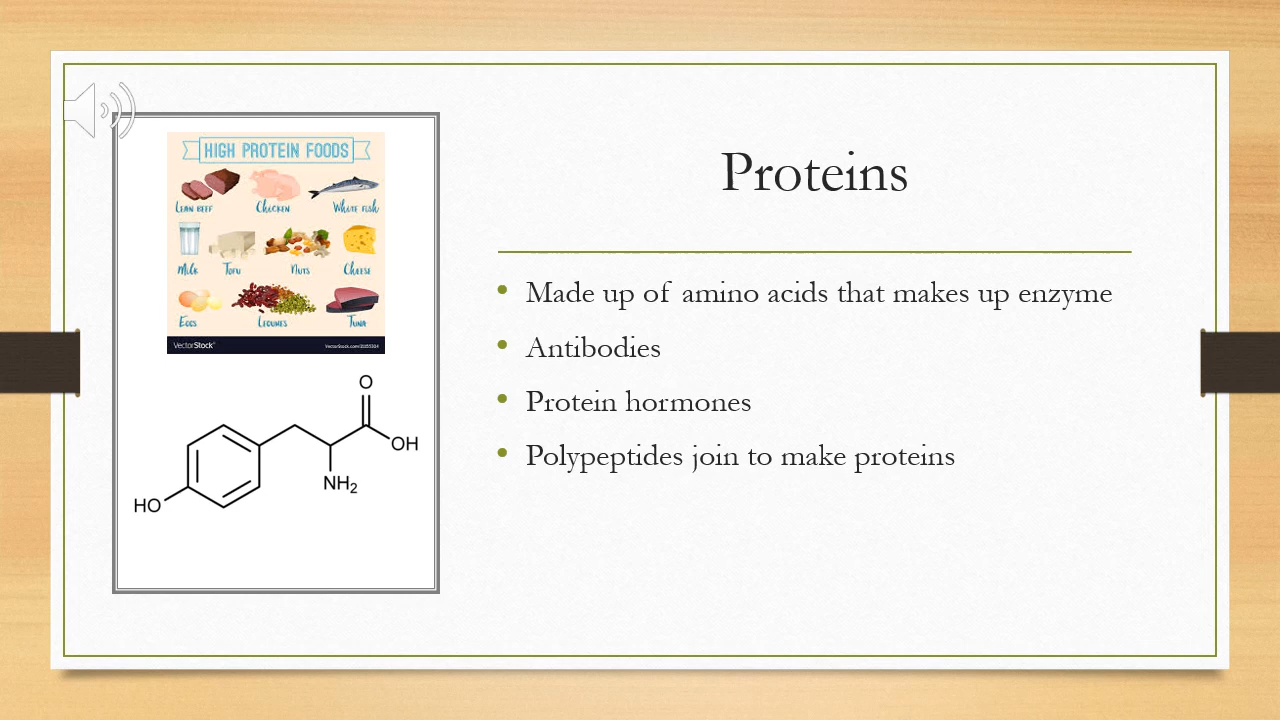 HIGH PROTEIN FOODS
LEAN BEEF CHICKEN WHITE FISH
MILK TOFU NUTS CHEESE
EGGS LEGUMES TUNA
VectorStock®
O
OH
NH2
HO
Proteins
Made up of amino acids that makes up enzyme
Antibodies
Protein hormones
Polypeptides join to make proteins